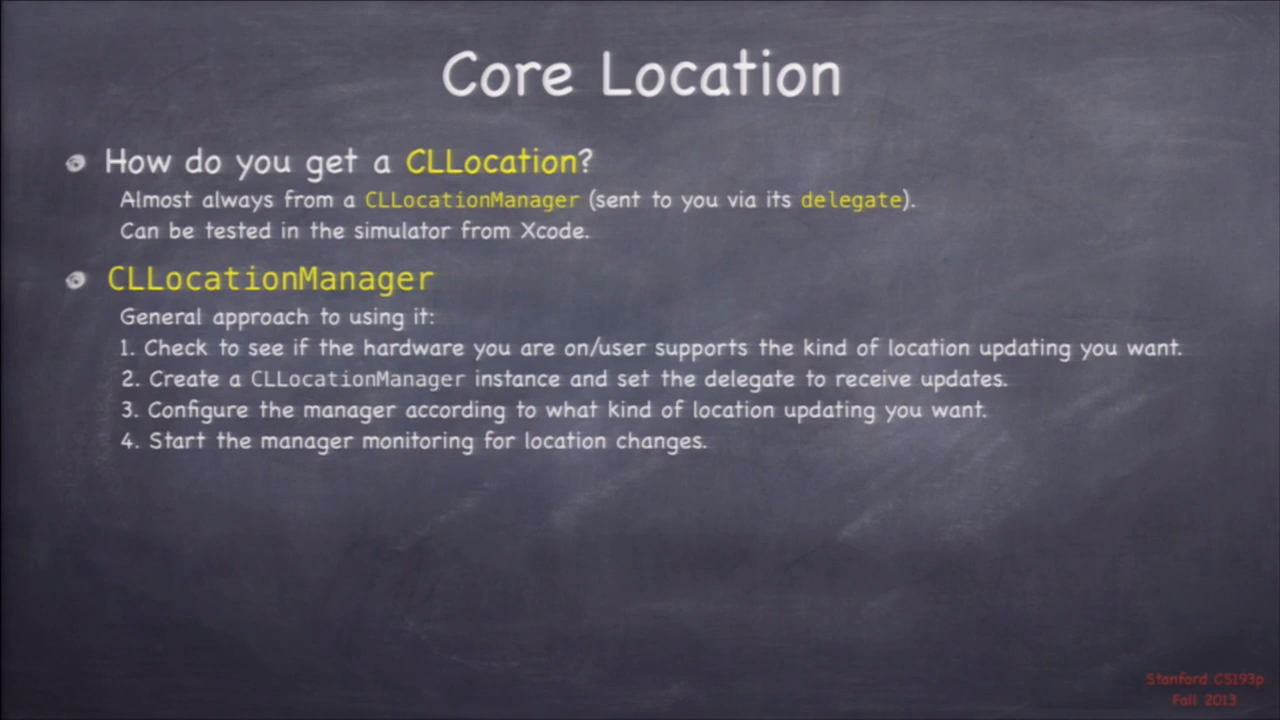 Core Location
How do you get a CLLocation?
Almost always from a CLLocationManager (sent to you via its delegate).
Can be tested in the simulator from Xcode.
CLLocationManager
General approach to using it:
1. Check to see if the hardware you are on/user supports the kind of location updating you want.
2. Create a CLLocationManager instance and set the delegate to receive updates.
3. Configure the manager according to what kind of location updating you want.
4. Start the manager monitoring for location changes.
Stanford CS193p
Fall 2013